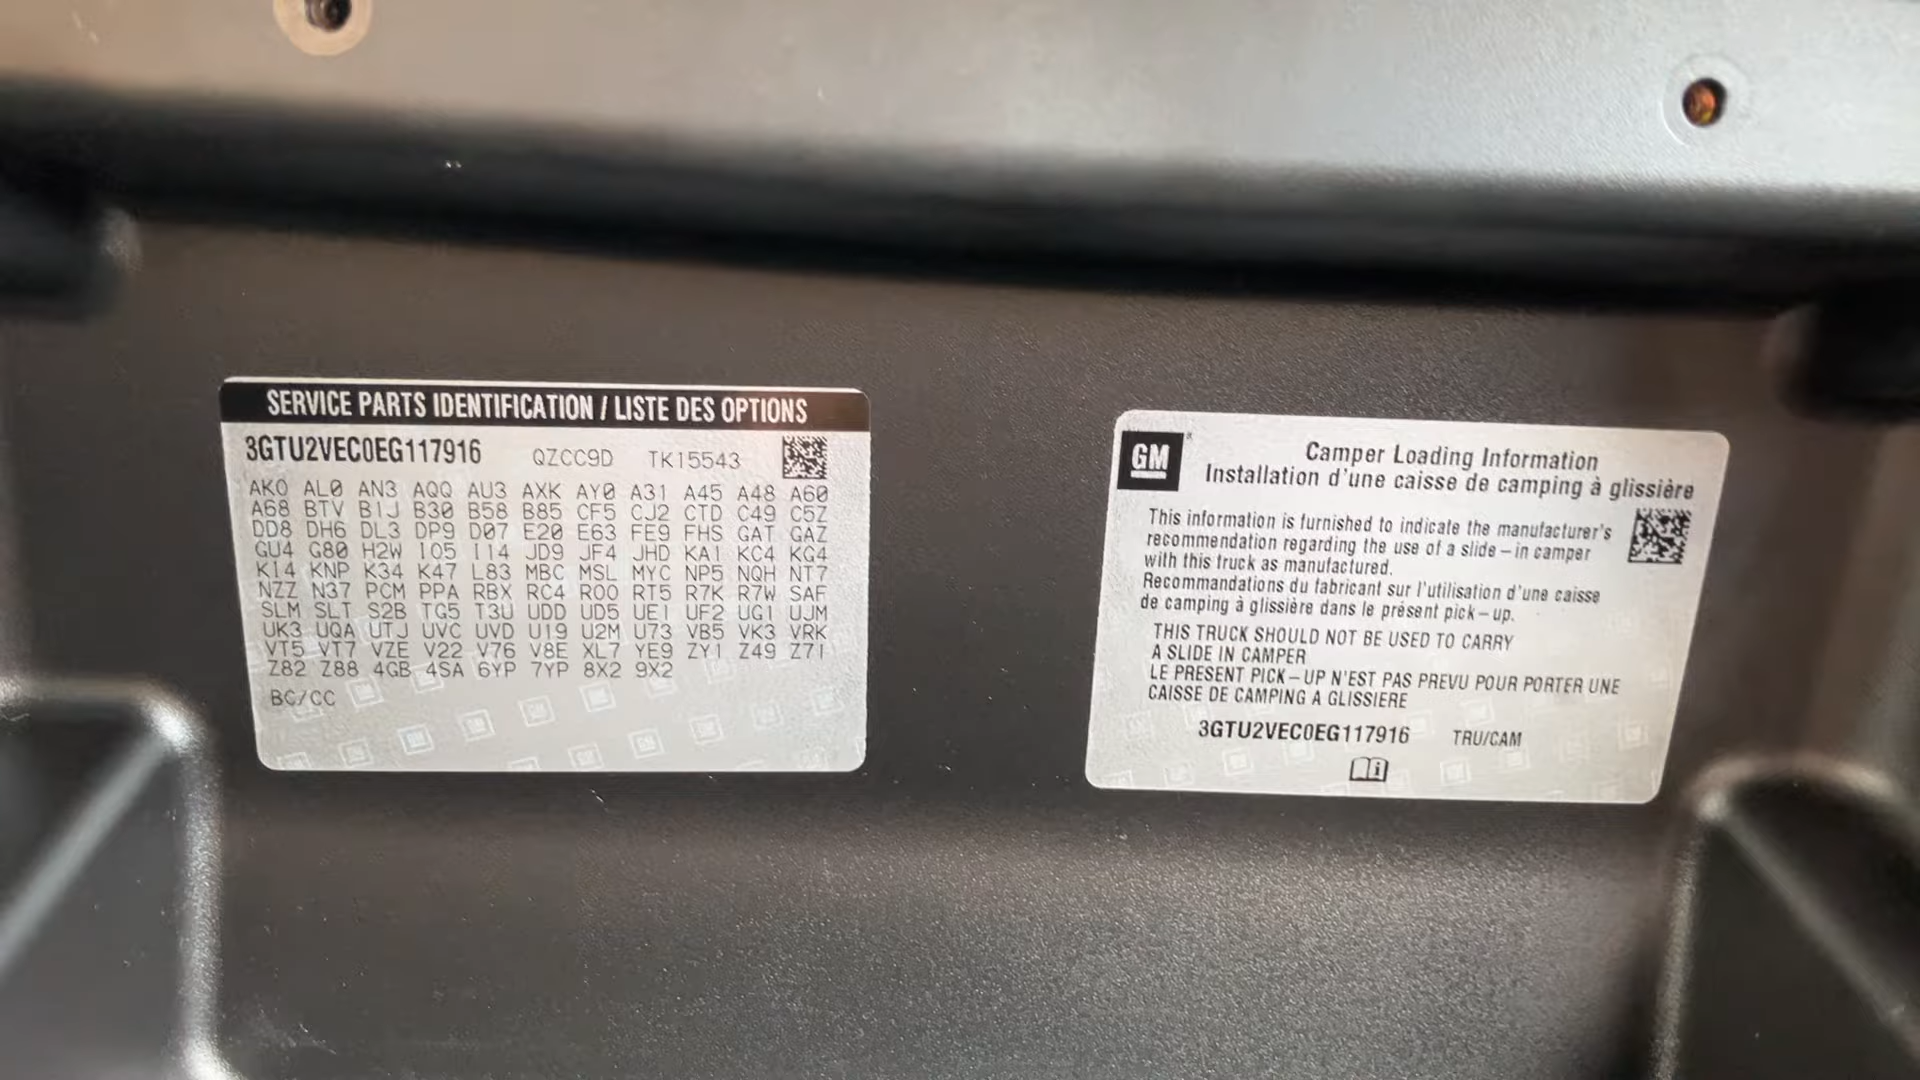 SERVICE PARTS IDENTIFICATION / LISTE DES OPTIONS
3GTU2VEC0EG117916 QZCC9D TK15543
AK0 AL0 AN3 AQQ AU3 AXK AY0 A31 A45 A48 A60
A68 BTV B1J B30 B58 B85 CF5 CJ2 CTD C49 C5Z
DD8 DH6 DL3 DP9 D07 E20 E63 FE9 FHS GAT GAZ
GU4 G80 H2W I05 I14 JD9 JF4 JHD KA1 KC4 KG4
K14 KNP K34 K47 L83 MBC MSL MYC NP5 NQH NT7
NZZ N37 PCM PPA RBX RC4 R00 RT5 R7K R7W SAF
SLM SLT S2B TG5 T3U UDD UD5 UE1 UF2 UG1 UJM
UK3 UQA UTJ UVC UVD U19 U2M U73 VB5 VK3 VRK
VT5 VT7 VZE V22 V76 V8E XL7 YE9 ZY1 Z49 Z71
Z82 Z88 4GB 4SA 6YP 7YP 8X2 9X2
BC/CC
GM
Camper Loading Information
Installation d'une caisse de camping à glissière
This information is furnished to indicate the manufacturer's
recommendation regarding the use of a slide-in camper
with this truck as manufactured.
Recommandations du fabricant sur l'utilisation d'une caisse
de camping à glissière dans le présent pick-up.
THIS TRUCK SHOULD NOT BE USED TO CARRY
A SLIDE IN CAMPER
LE PRESENT PICK-UP N'EST PAS PREVU POUR PORTER UNE
CAISSE DE CAMPING A GLISSIERE
3GTU2VEC0EG117916 TRU/CAM